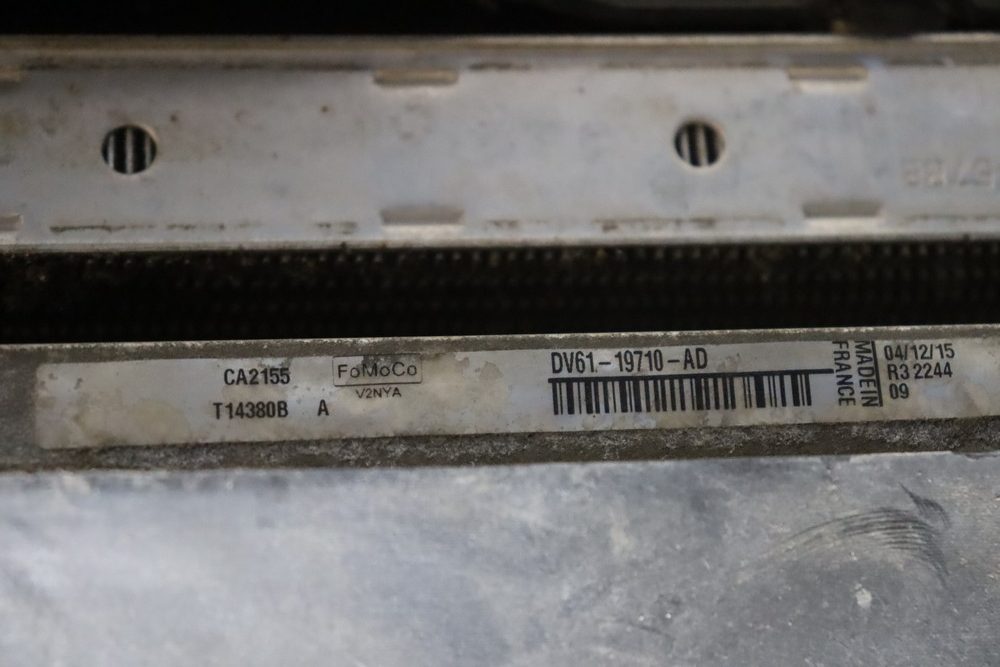 CA2155
T14380B A
FoMoCo
V2NYA
DV61-19710-AD
MADE IN
FRANCE
04/12/15
R3 2244
09